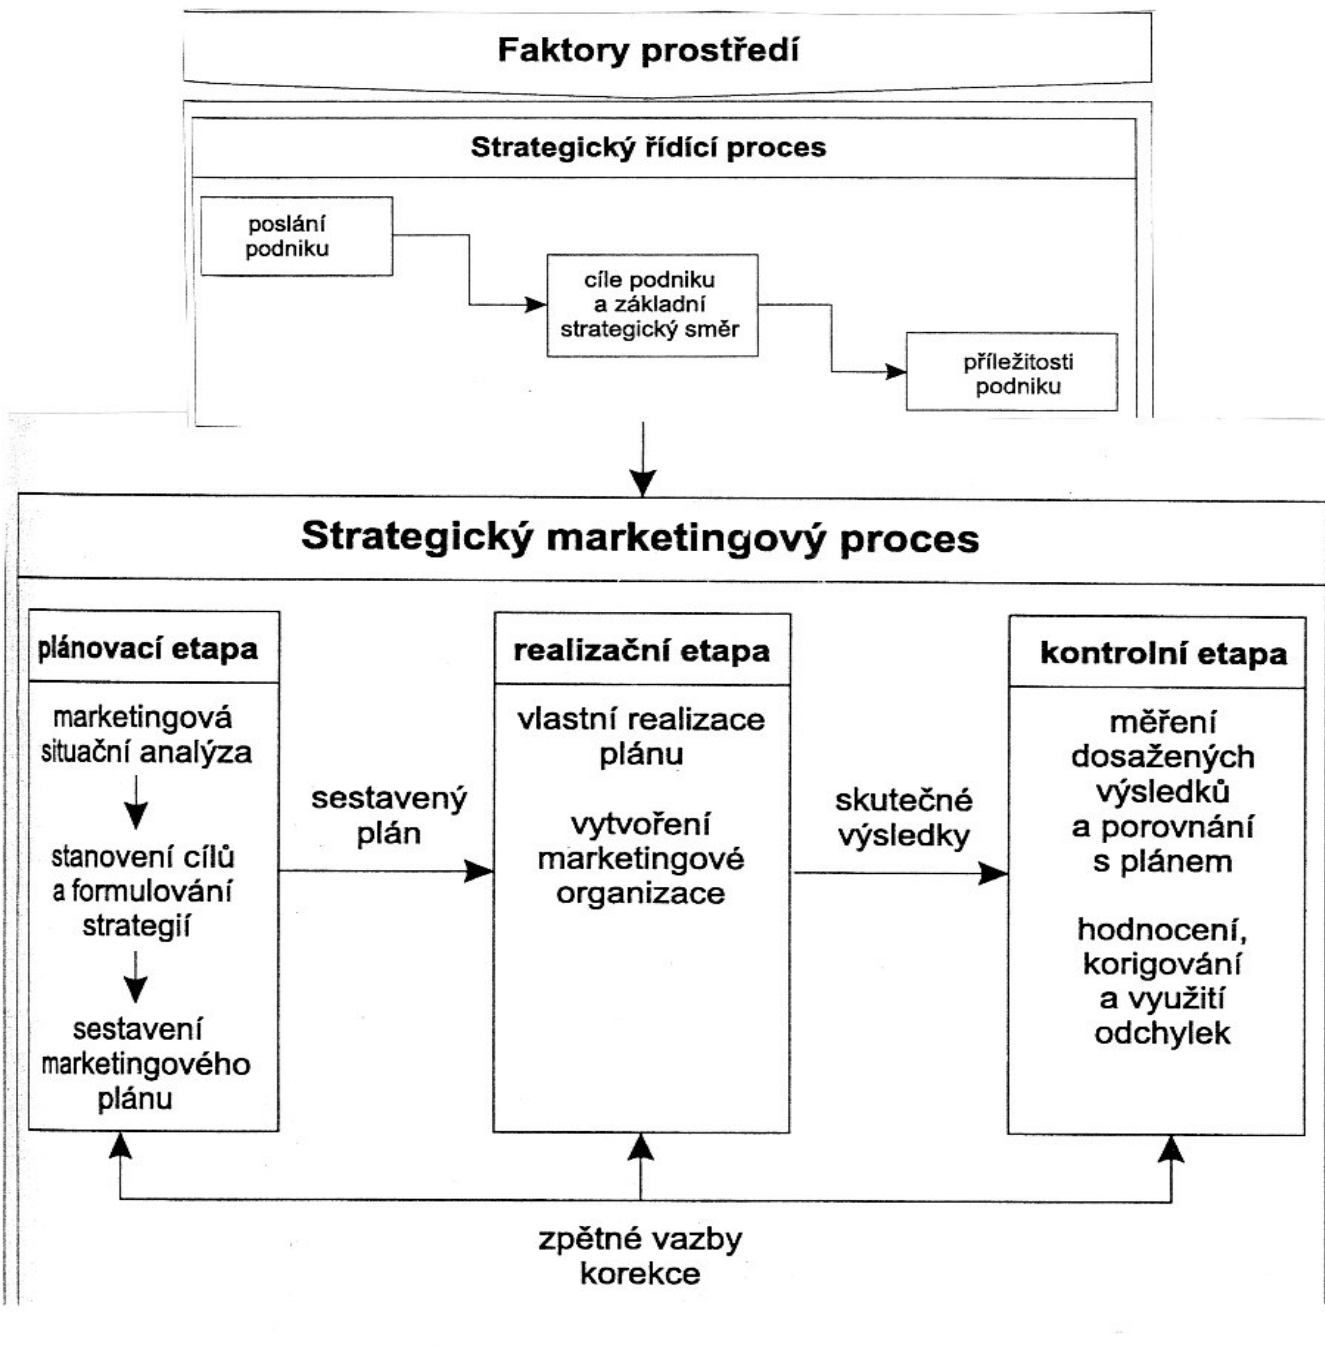 Faktory prostředí
Strategický řídící proces
poslání
podniku
cíle podniku
a základní
strategický směr
příležitosti
podniku
Strategický marketingový proces
plánovací etapa
marketingová
situační analýza
stanovení cílů
a formulování
strategií
sestavení
marketingového
plánu
sestavený
plán
realizační etapa
vlastní realizace
plánu
vytvoření
marketingové
organizace
skutečné
výsledky
kontrolní etapa
měření
dosažených
výsledků
a porovnání
s plánem
hodnocení,
korigování
a využití
odchylek
zpětné vazby
korekce